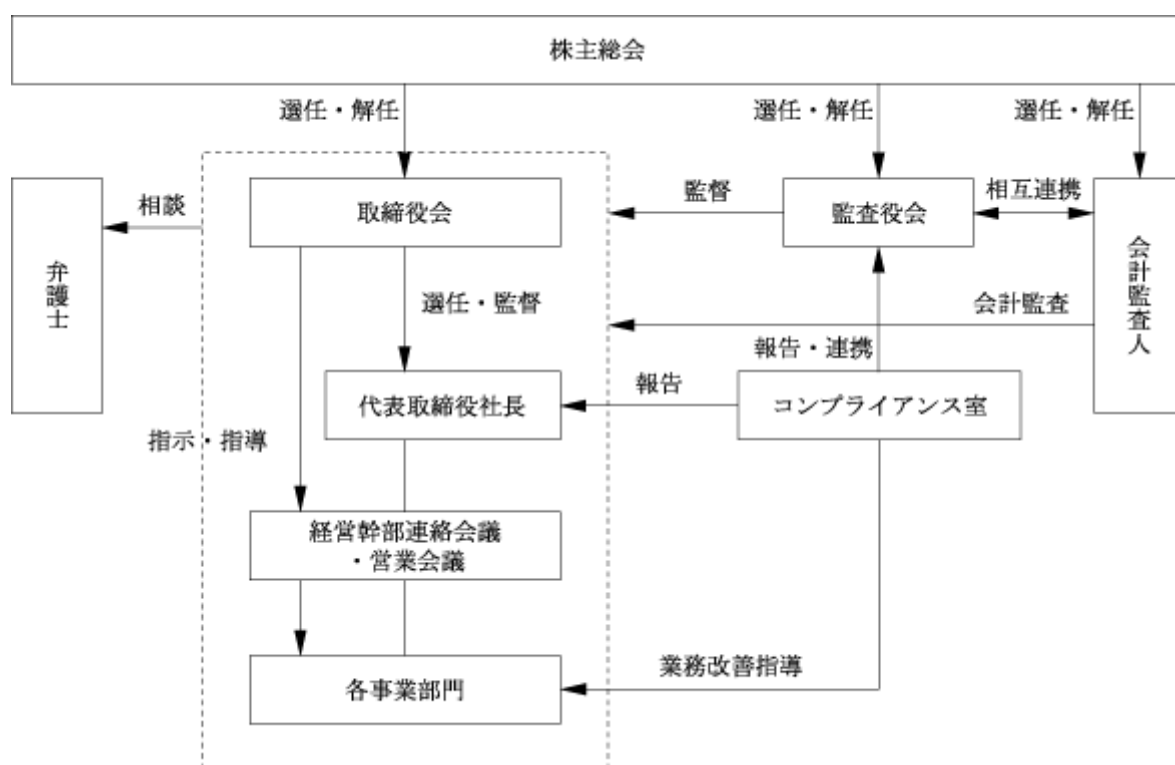 株主総会
選任・解任
選任・解任
選任・解任
相談
取締役会
監督
監査役会
相互連携
弁護士
会計監査人
選任・監督
会計監査
報告・連携
代表取締役社長
報告
コンプライアンス室
指示・指導
経営幹部連絡会議
・営業会議
業務改善指導
各事業部門